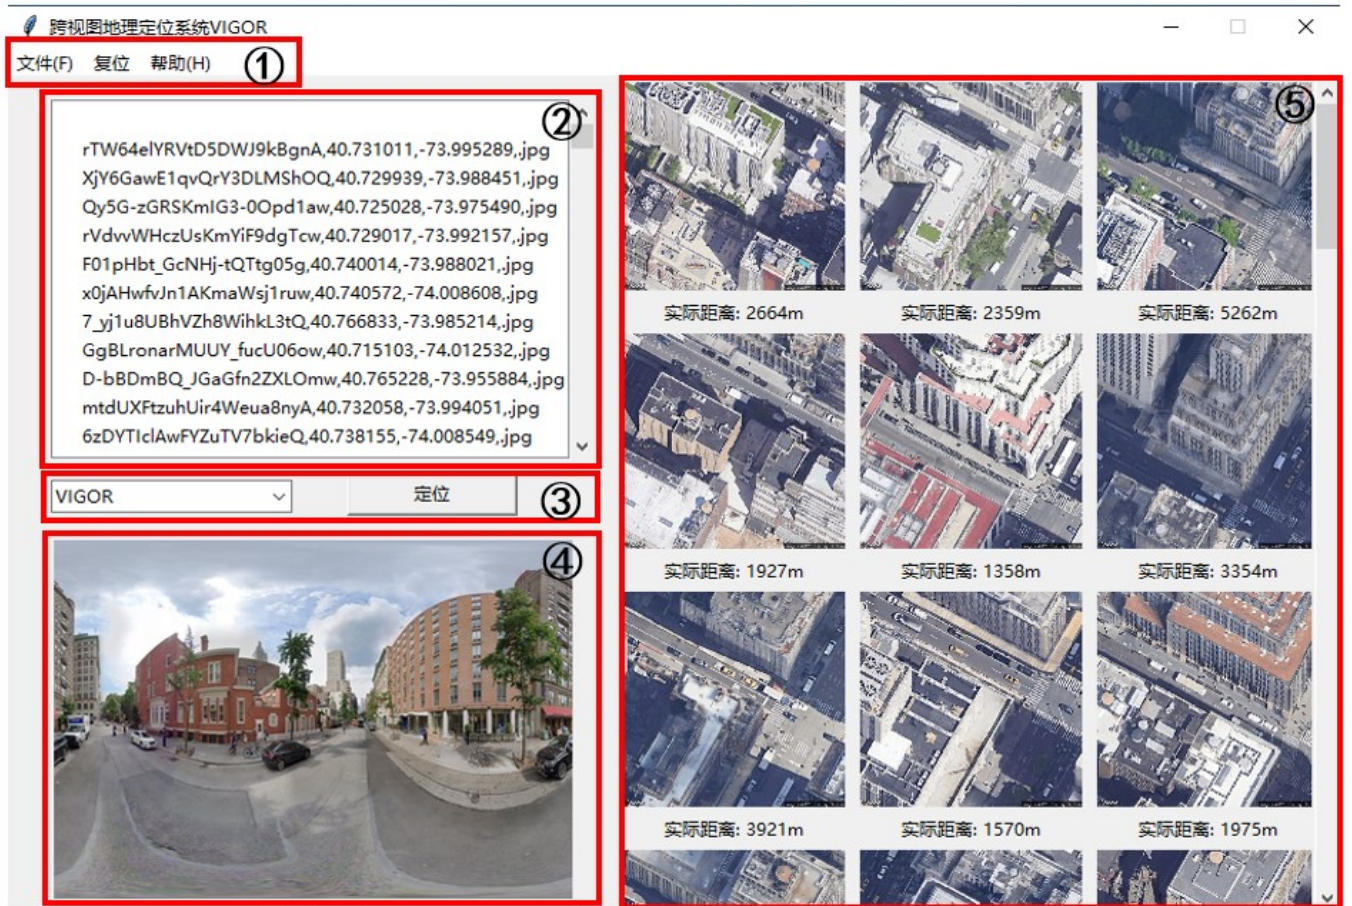 跨视图地理定位系统VIGOR
文件(F) 复位 帮助(H) ①
②
rTW64elYRVtD5DWJ9kBgnA,40.731011,-73.995289,.jpg
XjY6GawE1qvQrY3DLMShOQ,40.729939,-73.988451,.jpg
Qy5G-zGRSKmIG3-0Opd1aw,40.725028,-73.975490,.jpg
rVdvvWHczUsKmYiF9dgTcw,40.729017,-73.992157,.jpg
F01pHbt_GcNHj-tQTtg05g,40.740014,-73.988021,.jpg
x0jAHwfvJn1AKmaWsj1ruw,40.740572,-74.008608,.jpg
7_yj1u8UBhVZh8WihkL3tQ,40.766833,-73.985214,.jpg
GgBLronarMUUY_fucU06ow,40.715103,-74.012532,.jpg
D-bBDmBQ_JGaGfn2ZXLOmw,40.765228,-73.955884,.jpg
mtdUXFtzuhUir4Weua8nyA,40.732058,-73.994051,.jpg
6zDYTIclAwFYZuTV7bkieQ,40.738155,-74.008549,.jpg
VIGOR 定位 ③
④
⑤
实际距离: 2664m 实际距离: 2359m 实际距离: 5262m
实际距离: 1927m 实际距离: 1358m 实际距离: 3354m
实际距离: 3921m 实际距离: 1570m 实际距离: 1975m